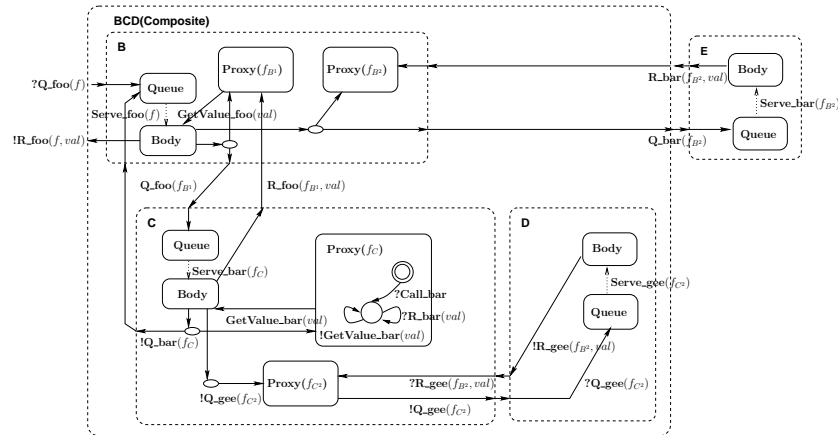 BCD(Composite)
B
E
Proxy(f_{B^1})
Proxy(f_{B^2})
Body
R_bar(f_{B^2}, val)
?Q_foo(f)
Queue
Serve_foo(f)
GetValue_foo(val)
Serve_bar(f_{B^2})
Body
Queue
!R_foo(f, val)
Q_bar(f_{B^2})
Q_foo(f_{B^1})
R_foo(f_{B^1}, val)
C
D
Queue
Proxy(f_C)
Body
Serve_bar(f_C)
Serve_gee(f_{C^2})
Body
?Call_bar
Queue
GetValue_bar(val)
?R_bar(val)
!Q_bar(f_C)
!GetValue_bar(val)
!R_gee(f_{B^2}, val)
Proxy(f_{C^2})
?R_gee(f_{B^2}, val)
?Q_gee(f_{C^2})
!Q_gee(f_{C^2})
!Q_gee(f_{C^2})